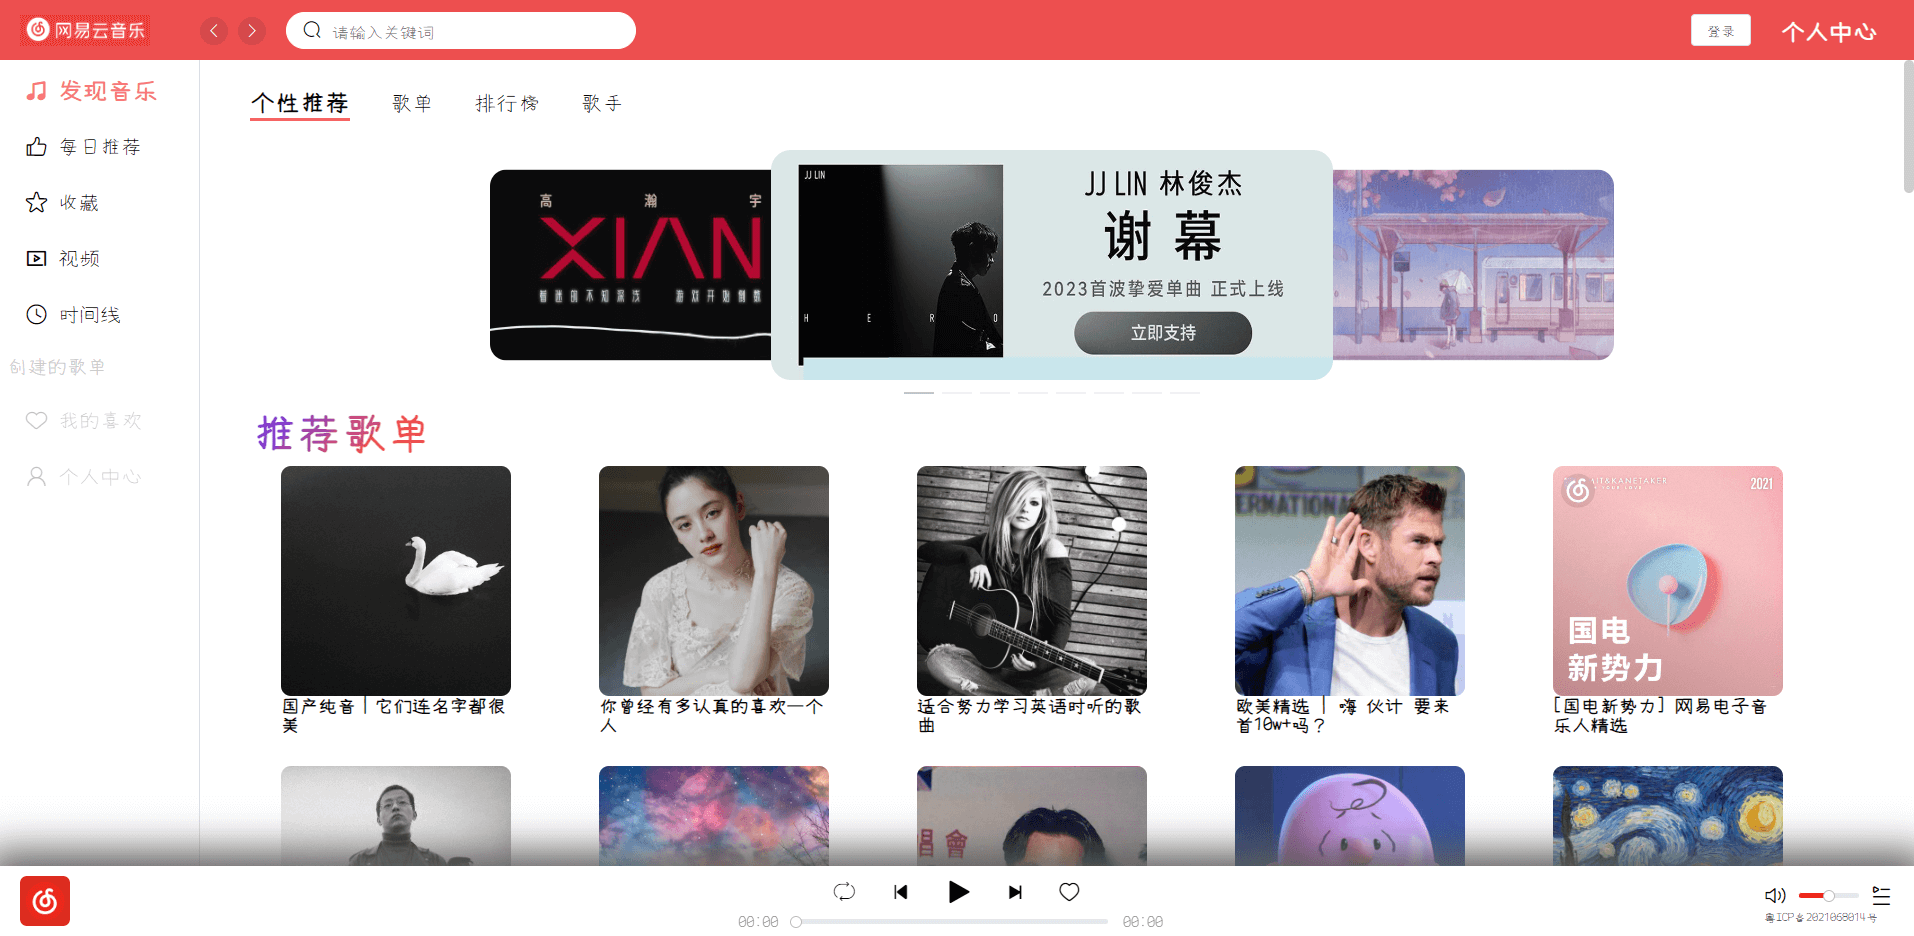 网易云音乐
请输入关键词
登录
个人中心
发现音乐
每日推荐
收藏
视频
时间线
创建的歌单
我的喜欢
个人中心
个性推荐 歌单 排行榜 歌手
高 瀚 宇
XIAN
JJ LIN
H E R O
JJ LIN 林俊杰
谢幕
2023首波挚爱单曲 正式上线
立即支持
推荐歌单
ERNATIONAL
2021
国电
新势力
国产纯音｜它们连名字都很
美
你曾经有多认真的喜欢一个
人
适合努力学习英语时听的歌
曲
欧美精选 | 嗨 伙计 要来
首10w+吗？
[国电新势力] 网易电子音
乐人精选
00:00
00:00
粤ICP备2021068014号